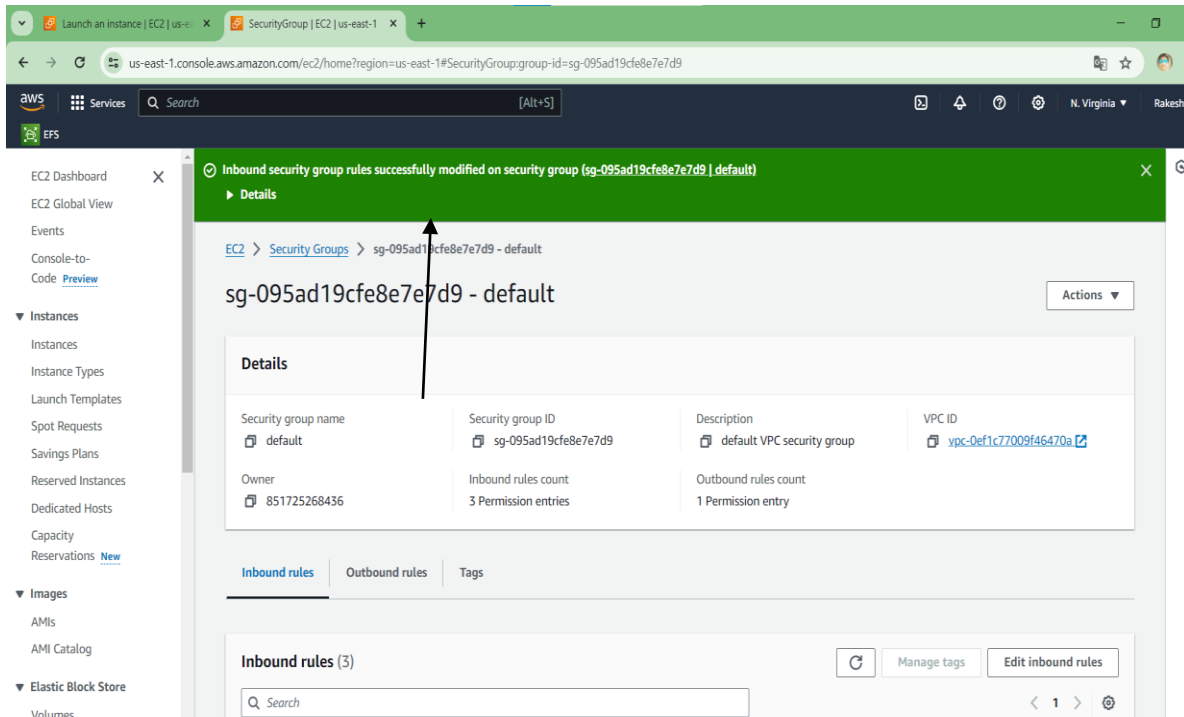 Launch an instance | EC2 | us-ea
SecurityGroup | EC2 | us-east-1
us-east-1.console.aws.amazon.com/ec2/home?region=us-east-1#SecurityGroup:group-id=sg-095ad19cfe8e7e7d9
aws Services Search [Alt+S] N. Virginia ▼ Rakesh
EFS
EC2 Dashboard
EC2 Global View
Events
Console-to-
Code Preview
▼ Instances
Instances
Instance Types
Launch Templates
Spot Requests
Savings Plans
Reserved Instances
Dedicated Hosts
Capacity
Reservations New
▼ Images
AMIs
AMI Catalog
▼ Elastic Block Store
Volumes
Inbound security group rules successfully modified on security group (sg-095ad19cfe8e7e7d9 | default)
▶ Details
EC2 > Security Groups > sg-095ad19cfe8e7e7d9 - default
sg-095ad19cfe8e7e7d9 - default
Actions ▼
Details
Security group name
default
Security group ID
sg-095ad19cfe8e7e7d9
Description
default VPC security group
VPC ID
vpc-0ef1c77009f46470a
Owner
851725268436
Inbound rules count
3 Permission entries
Outbound rules count
1 Permission entry
Inbound rules Outbound rules Tags
Inbound rules (3)
Manage tags
Edit inbound rules
Search
1